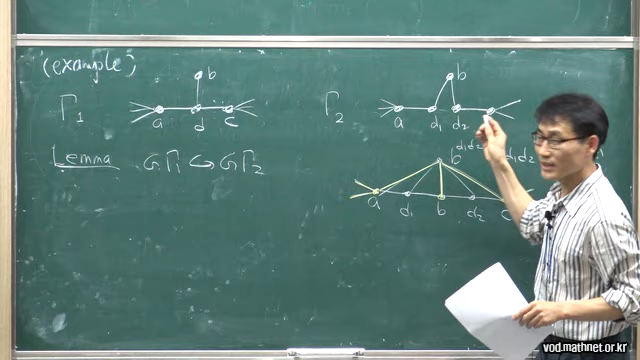 (example)
b
Γ₁
a d c
b
Γ₂
a d₁ d₂
Lemma GΓ₁ ↪ GΓ₂
b^{d₁d₂}
d₁d₂
a d₁ b d₂ c
vod.mathnet.or.kr